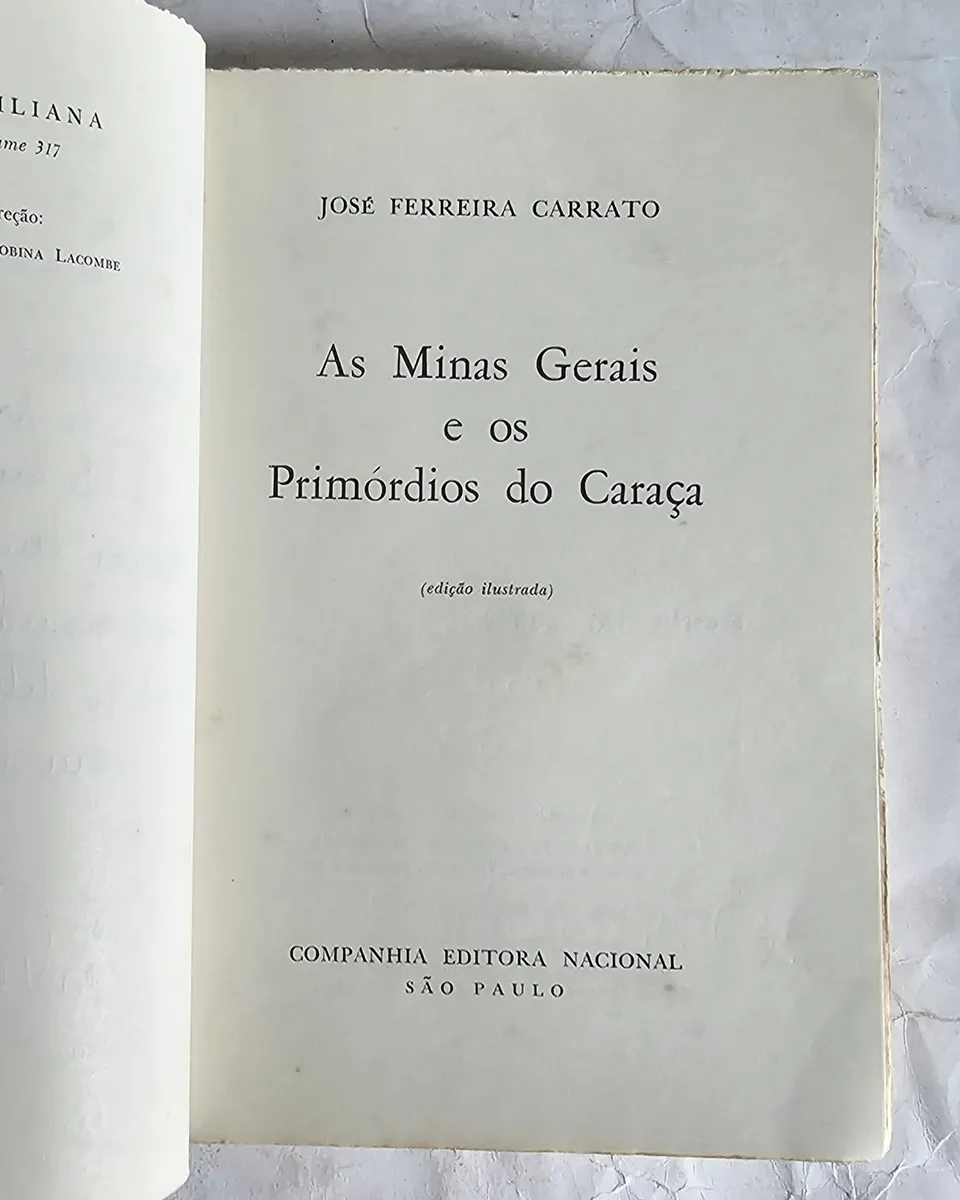 ILIANA
me 317
reção:
OBINA LACOMBE
JOSÉ FERREIRA CARRATO
As Minas Gerais
e os
Primórdios do Caraça
(edição ilustrada)
COMPANHIA EDITORA NACIONAL
SÃO PAULO